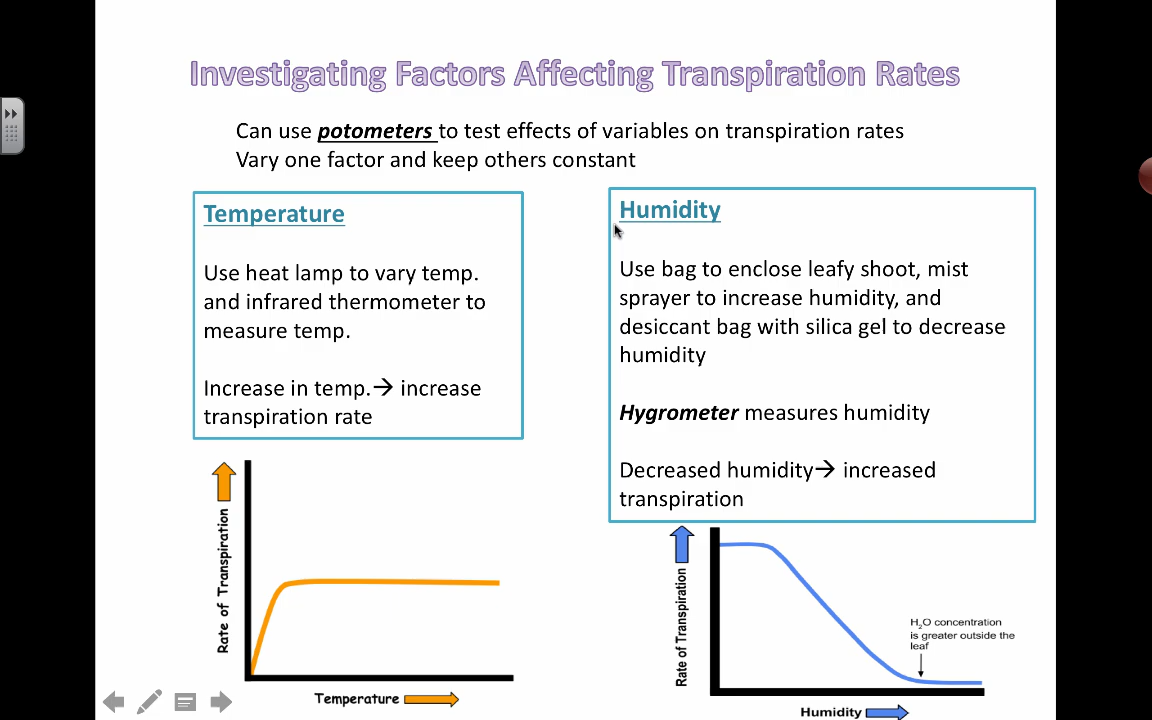 Investigating Factors Affecting Transpiration Rates
Can use potometers to test effects of variables on transpiration rates
Vary one factor and keep others constant
Temperature
Use heat lamp to vary temp.
and infrared thermometer to
measure temp.
Increase in temp.→ increase
transpiration rate
Humidity
Use bag to enclose leafy shoot, mist
sprayer to increase humidity, and
desiccant bag with silica gel to decrease
humidity
Hygrometer measures humidity
Decreased humidity→ increased
transpiration
Rate of Transpiration
Temperature
Rate of Transpiration
H₂O concentration
is greater outside the
leaf
Humidity